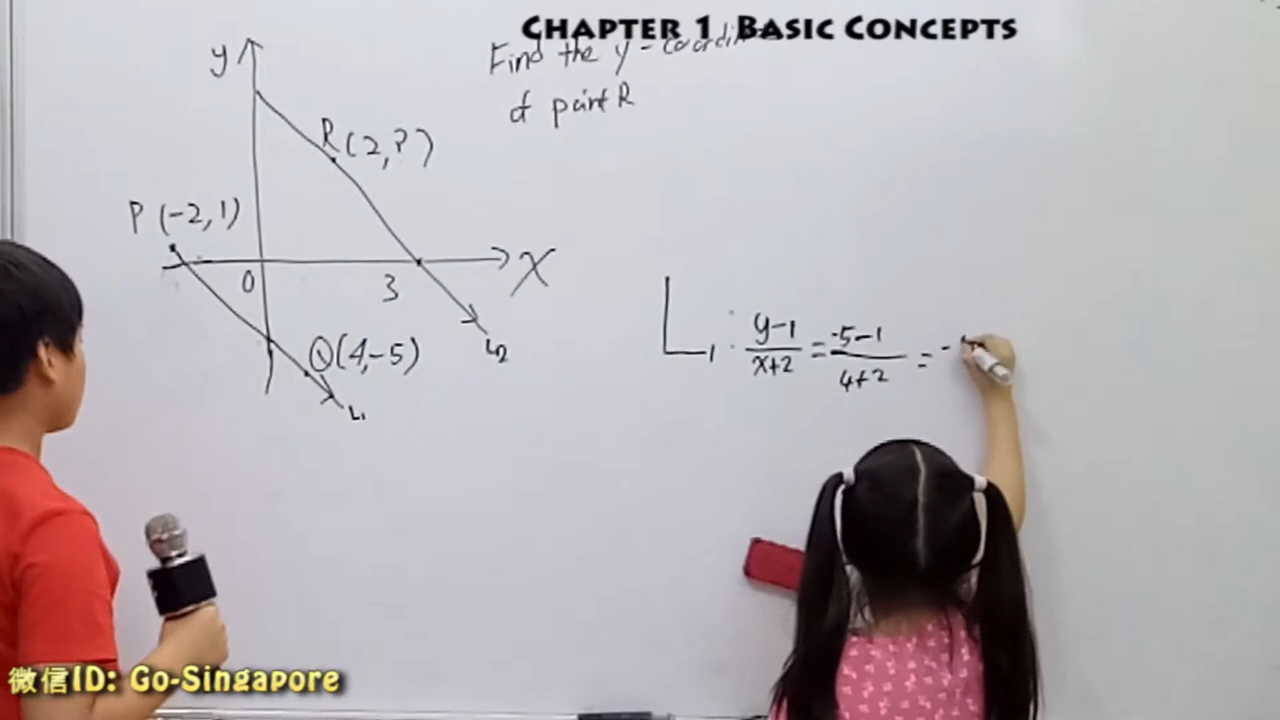 CHAPTER 1 BASIC CONCEPTS
Find the y-
of point R
y
R(2,?)
P(-2,1)
0
3
X
Q(4,-5)
L2
L1
L1: y-1/x+2 = -5-1/4+2 = -
微信ID: Go-Singapore